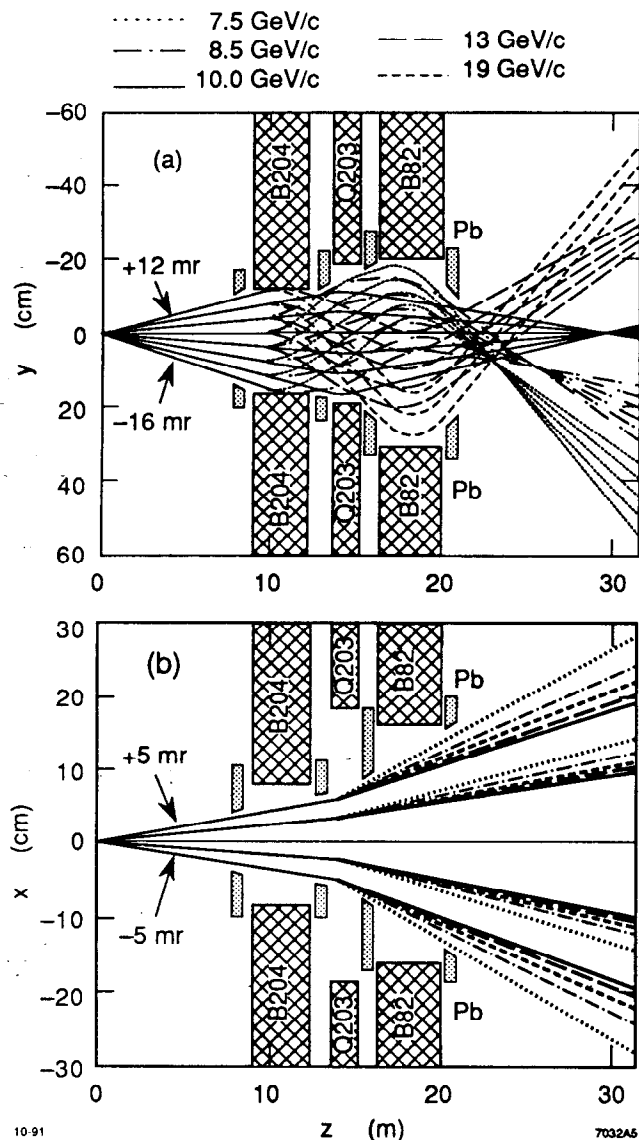 7.5 GeV/c
8.5 GeV/c
10.0 GeV/c
13 GeV/c
19 GeV/c
(a)
−60
−40
−20
0
20
40
60
y (cm)
B204
Q203
B82
Pb
+12 mr
−16 mr
B204
Q203
B82
Pb
0 10 20 30
(b)
30
20
10
0
−10
−20
−30
x (cm)
B204
Q203
B82
Pb
+5 mr
−5 mr
B204
Q203
B82
Pb
0 10 20 30
z (m)
10-91
7032A5